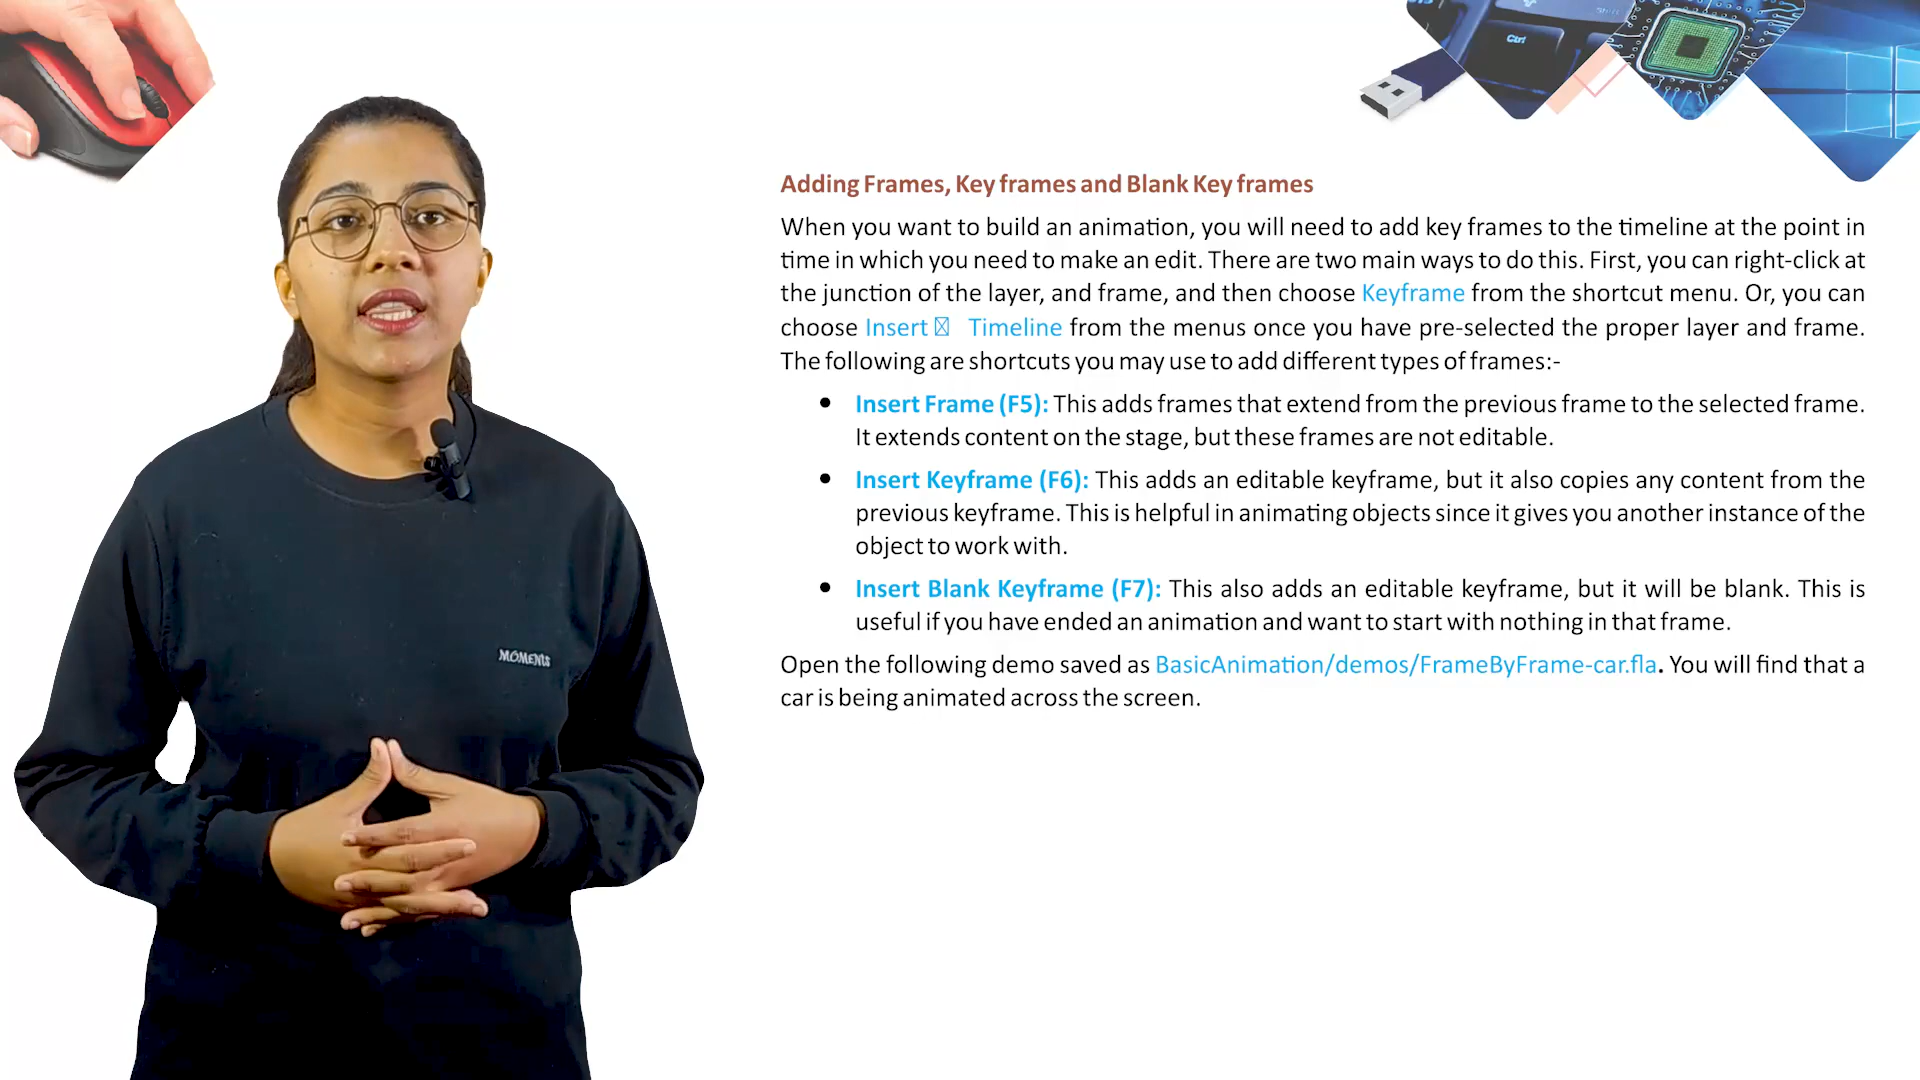 Ctrl
Shift
Adding Frames, Key frames and Blank Key frames
When you want to build an animation, you will need to add key frames to the timeline at the point in
time in which you need to make an edit. There are two main ways to do this. First, you can right-click at
the junction of the layer, and frame, and then choose Keyframe from the shortcut menu. Or, you can
choose Insert Timeline from the menus once you have pre-selected the proper layer and frame.
The following are shortcuts you may use to add different types of frames:-
• Insert Frame (F5): This adds frames that extend from the previous frame to the selected frame.
It extends content on the stage, but these frames are not editable.
• Insert Keyframe (F6): This adds an editable keyframe, but it also copies any content from the
previous keyframe. This is helpful in animating objects since it gives you another instance of the
object to work with.
• Insert Blank Keyframe (F7): This also adds an editable keyframe, but it will be blank. This is
useful if you have ended an animation and want to start with nothing in that frame.
Open the following demo saved as BasicAnimation/demos/FrameByFrame-car.fla. You will find that a
car is being animated across the screen.
MOMENTS